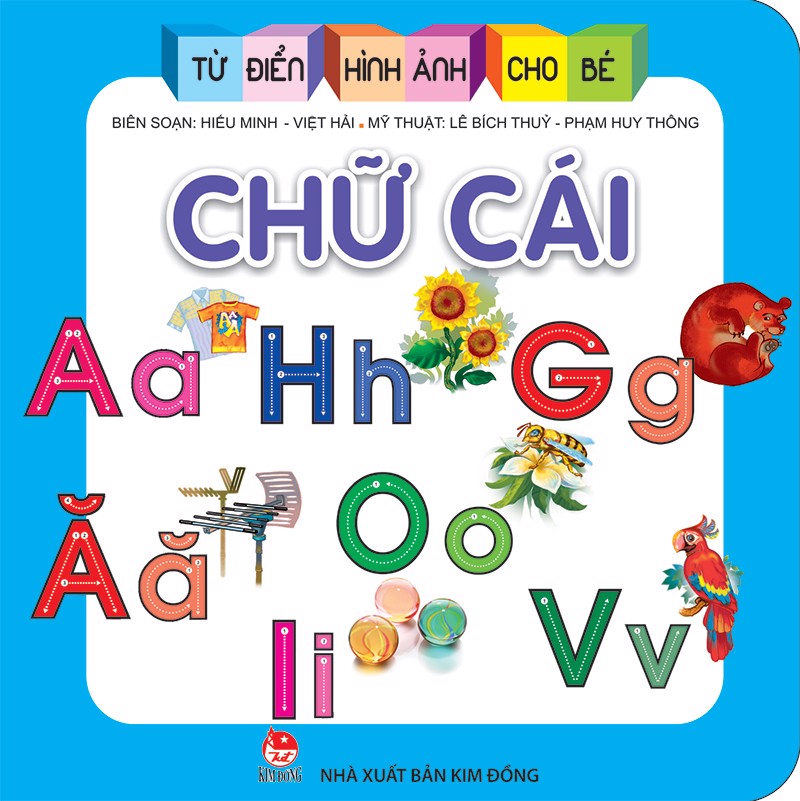 TỪ ĐIỂN HÌNH ẢNH CHO BÉ
BIÊN SOẠN: HIẾU MINH - VIỆT HẢI ▪ MỸ THUẬT: LÊ BÍCH THUỶ - PHẠM HUY THÔNG
CHỮ CÁI
Aa Hh Gg
Ăă Oo
Ii Vv
KIM ĐỒNG
NHÀ XUẤT BẢN KIM ĐỒNG